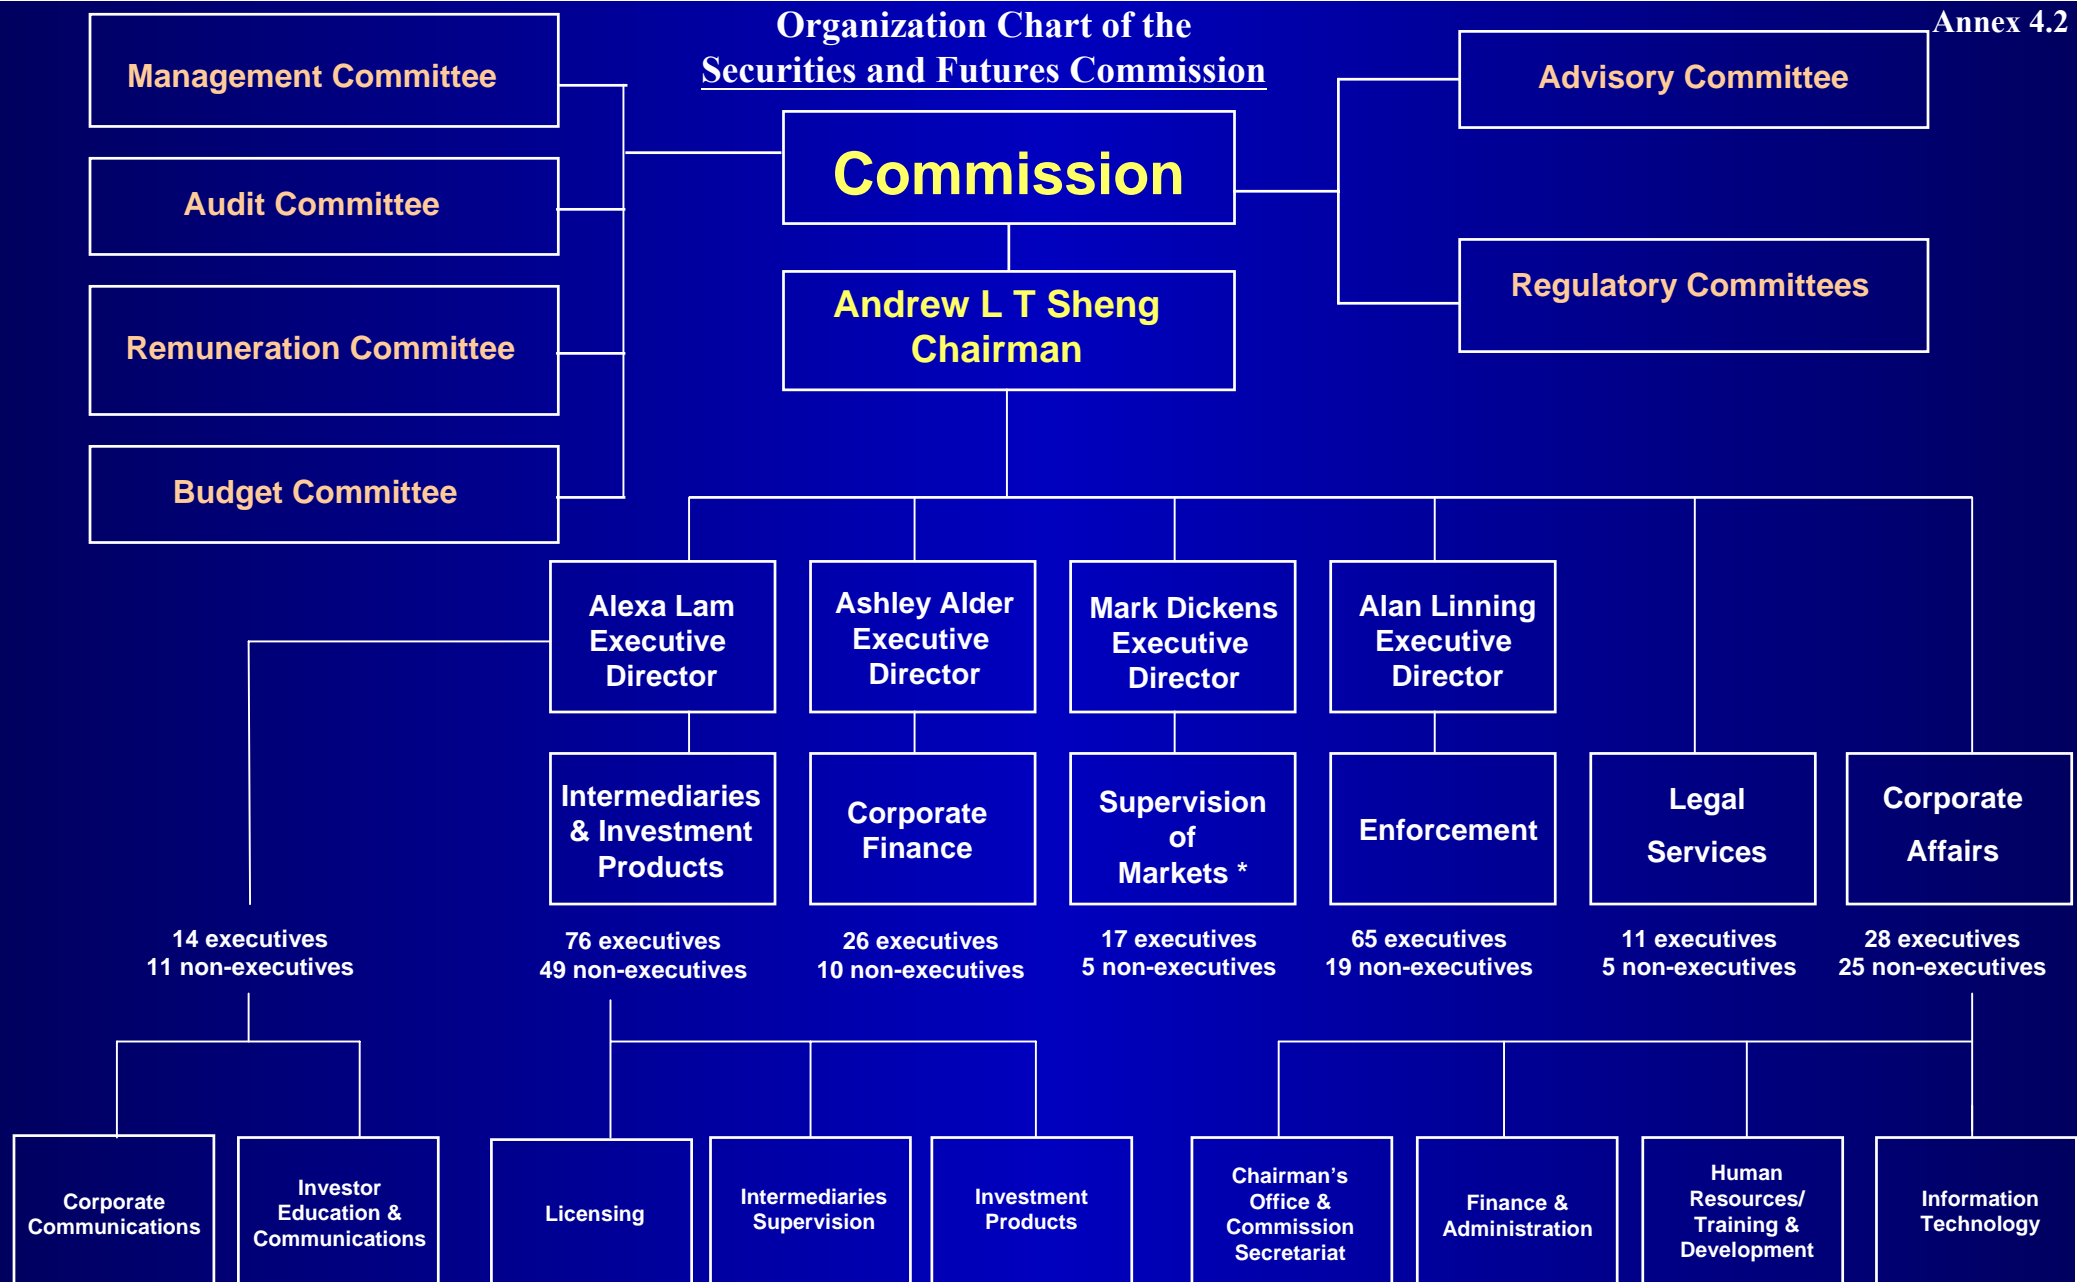 Organization Chart of the
Securities and Futures Commission
Annex 4.2
Management Committee
Audit Committee
Remuneration Committee
Budget Committee
Commission
Andrew L T Sheng
Chairman
Advisory Committee
Regulatory Committees
Alexa Lam
Executive
Director
Ashley Alder
Executive
Director
Mark Dickens
Executive
Director
Alan Linning
Executive
Director
Intermediaries
& Investment
Products
Corporate
Finance
Supervision
of
Markets *
Enforcement
Legal
Services
Corporate
Affairs
14 executives
11 non-executives
76 executives
49 non-executives
26 executives
10 non-executives
17 executives
5 non-executives
65 executives
19 non-executives
11 executives
5 non-executives
28 executives
25 non-executives
Corporate
Communications
Investor
Education &
Communications
Licensing
Intermediaries
Supervision
Investment
Products
Chairman’s
Office &
Commission
Secretariat
Finance &
Administration
Human
Resources/
Training &
Development
Information
Technology